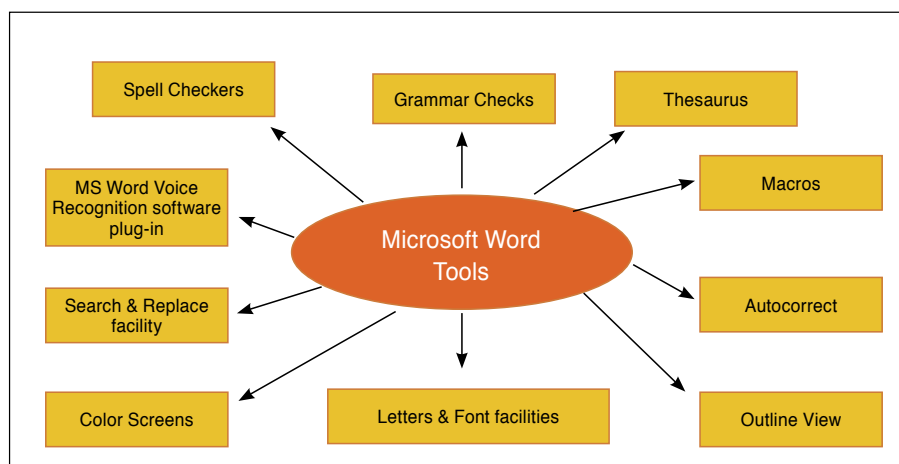 Spell Checkers
Grammar Checks
Thesaurus
MS Word Voice
Recognition software
plug-in
Macros
Microsoft Word
Tools
Search & Replace
facility
Autocorrect
Color Screens
Letters & Font facilities
Outline View